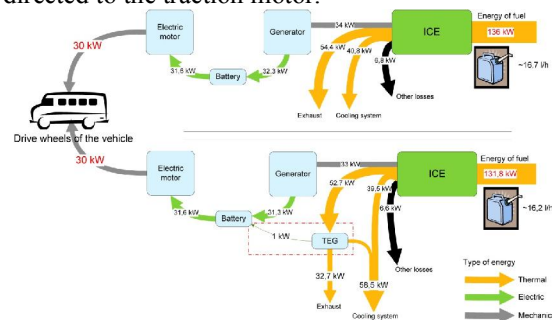 directed to the traction motor.
Electric
motor
30 kW
31,6 kW
Battery
32,3 kW
Generator
34 kW
ICE
Energy of fuel
136 kW
~16.7 l/h
54,4 kW
40,8 kW
6,8 kW
Other losses
Exhaust
Cooling system
Drive wheels of the vehicle
30 kW
Electric
motor
31,6 kW
Battery
31,3 kW
Generator
33 kW
ICE
Energy of fuel
131,8 kW
~16,2 l/h
52,7 kW
39,5 kW
6,6 kW
1 kW
TEG
Other losses
32,7 kW
58,5 kW
Exhaust
Cooling system
Type of energy
Thermal
Electric
Mechanic